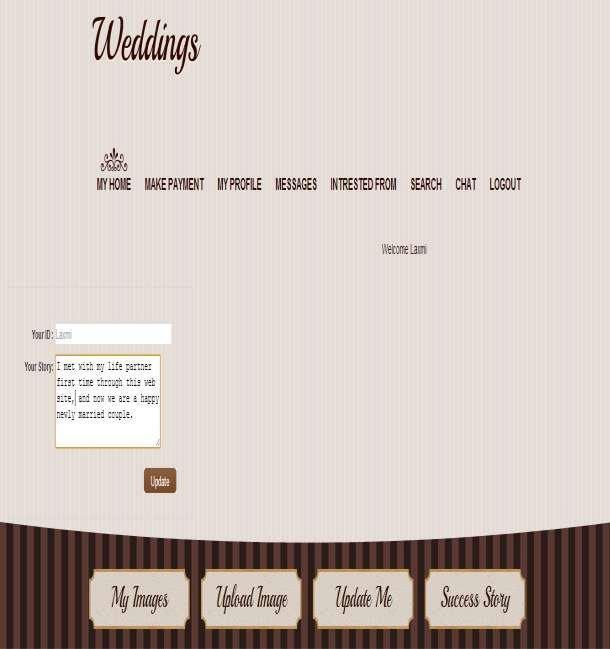 Weddings
MY HOME MAKE PAYMENT MY PROFILE MESSAGES INTRESTED FROM SEARCH CHAT LOGOUT
Welcome Laxmi
Your ID : Laxmi
Your Story: I met with my life partner
first time through this web
site, and now we are a happy
newly married couple.
Update
My Images Upload Image Update Me Success Story